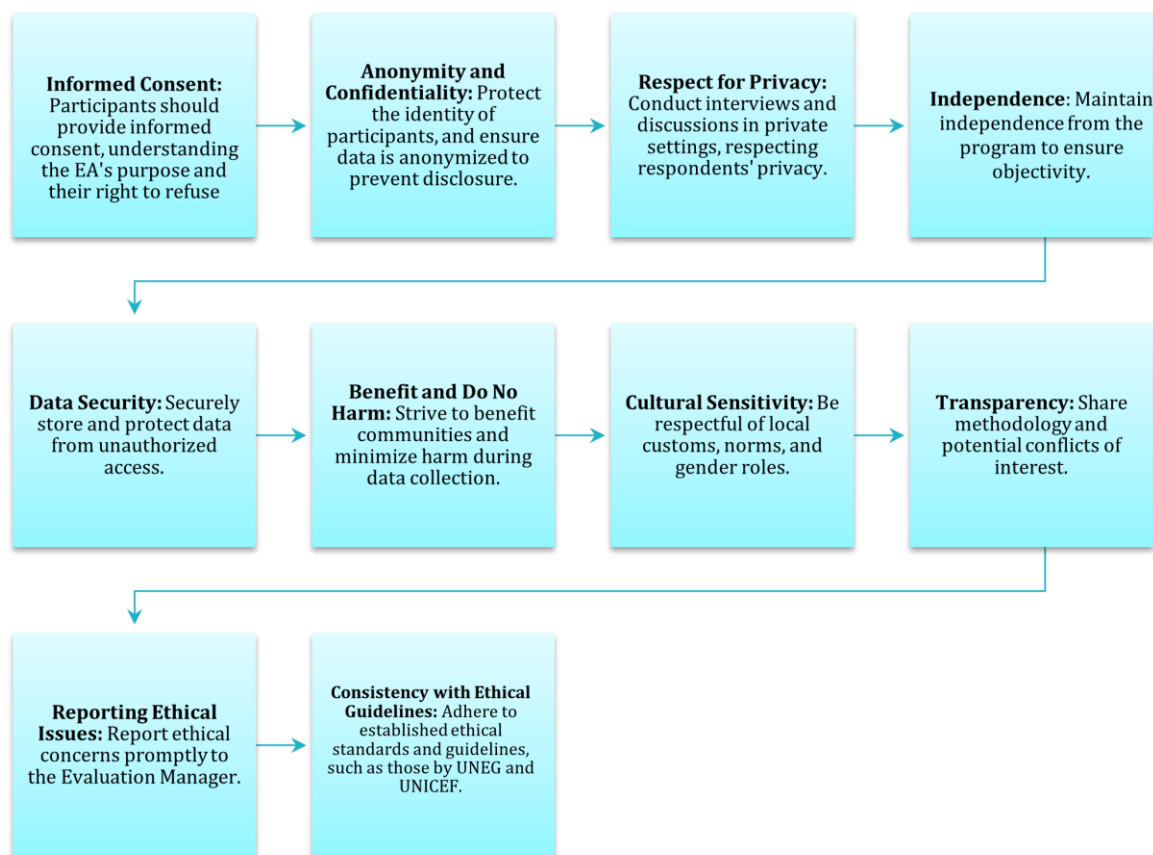 Informed Consent:
Participants should
provide informed
consent, understanding
the EA's purpose and
their right to refuse
Anonymity and
Confidentiality: Protect
the identity of
participants, and ensure
data is anonymized to
prevent disclosure.
Respect for Privacy:
Conduct interviews and
discussions in private
settings, respecting
respondents' privacy.
Independence: Maintain
independence from the
program to ensure
objectivity.
Data Security: Securely
store and protect data
from unauthorized
access.
Benefit and Do No
Harm: Strive to benefit
communities and
minimize harm during
data collection.
Cultural Sensitivity: Be
respectful of local
customs, norms, and
gender roles.
Transparency: Share
methodology and
potential conflicts of
interest.
Reporting Ethical
Issues: Report ethical
concerns promptly to
the Evaluation Manager.
Consistency with Ethical
Guidelines: Adhere to
established ethical
standards and guidelines,
such as those by UNEG and
UNICEF.